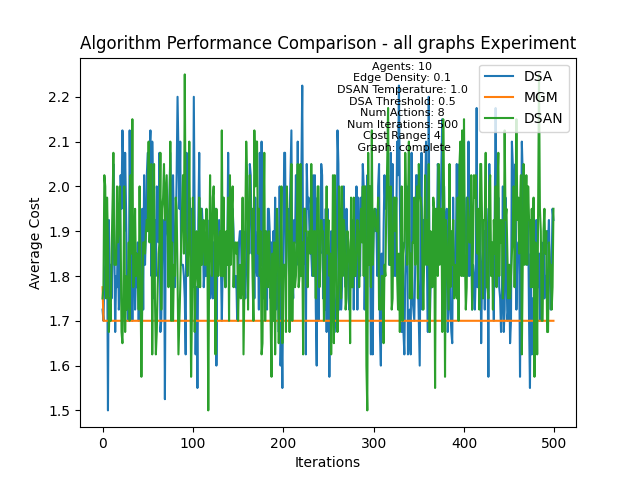 Algorithm Performance Comparison - all graphs Experiment
Agents: 10
Edge Density: 0.1
DSAN Temperature: 1.0
DSA Threshold: 0.5
Num Actions: 8
Num Iterations: 500
Cost Range: 4
Graph: complete
DSA
MGM
DSAN
Average Cost
2.2
2.1
2.0
1.9
1.8
1.7
1.6
1.5
0
100
200
300
400
500
Iterations